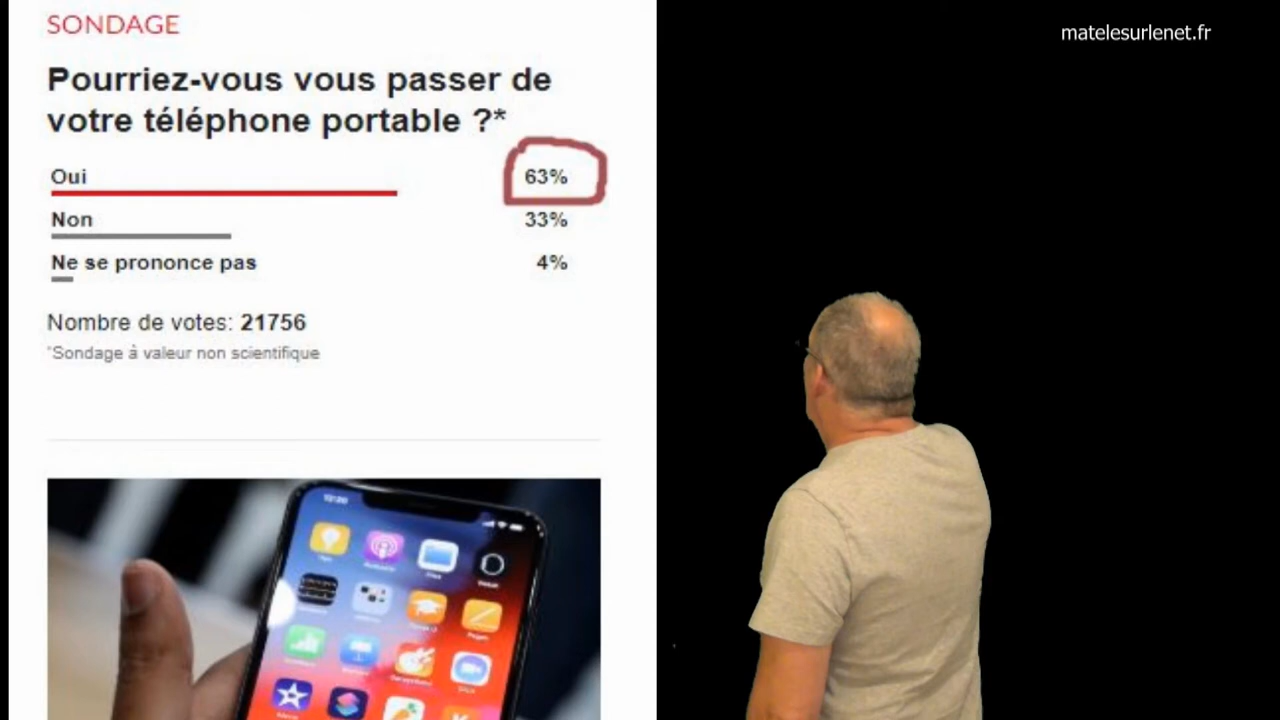 SONDAGE
matelesurlenet.fr
Pourriez-vous vous passer de
votre téléphone portable ?*
Oui 63%
Non 33%
Ne se prononce pas 4%
Nombre de votes: 21756
*Sondage à valeur non scientifique